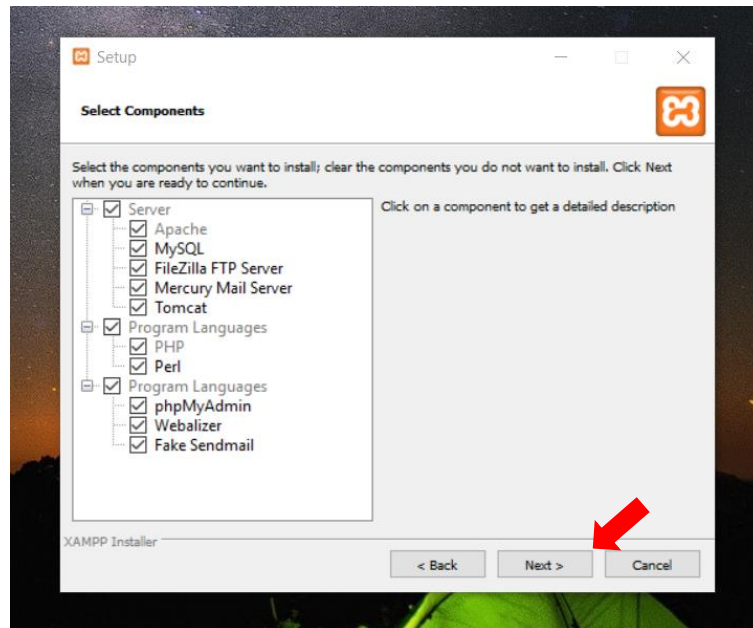 Setup
Select Components
Select the components you want to install; clear the components you do not want to install. Click Next
when you are ready to continue.
Click on a component to get a detailed description
Server
Apache
MySQL
FileZilla FTP Server
Mercury Mail Server
Tomcat
Program Languages
PHP
Perl
Program Languages
phpMyAdmin
Webalizer
Fake Sendmail
XAMPP Installer
< Back
Next >
Cancel